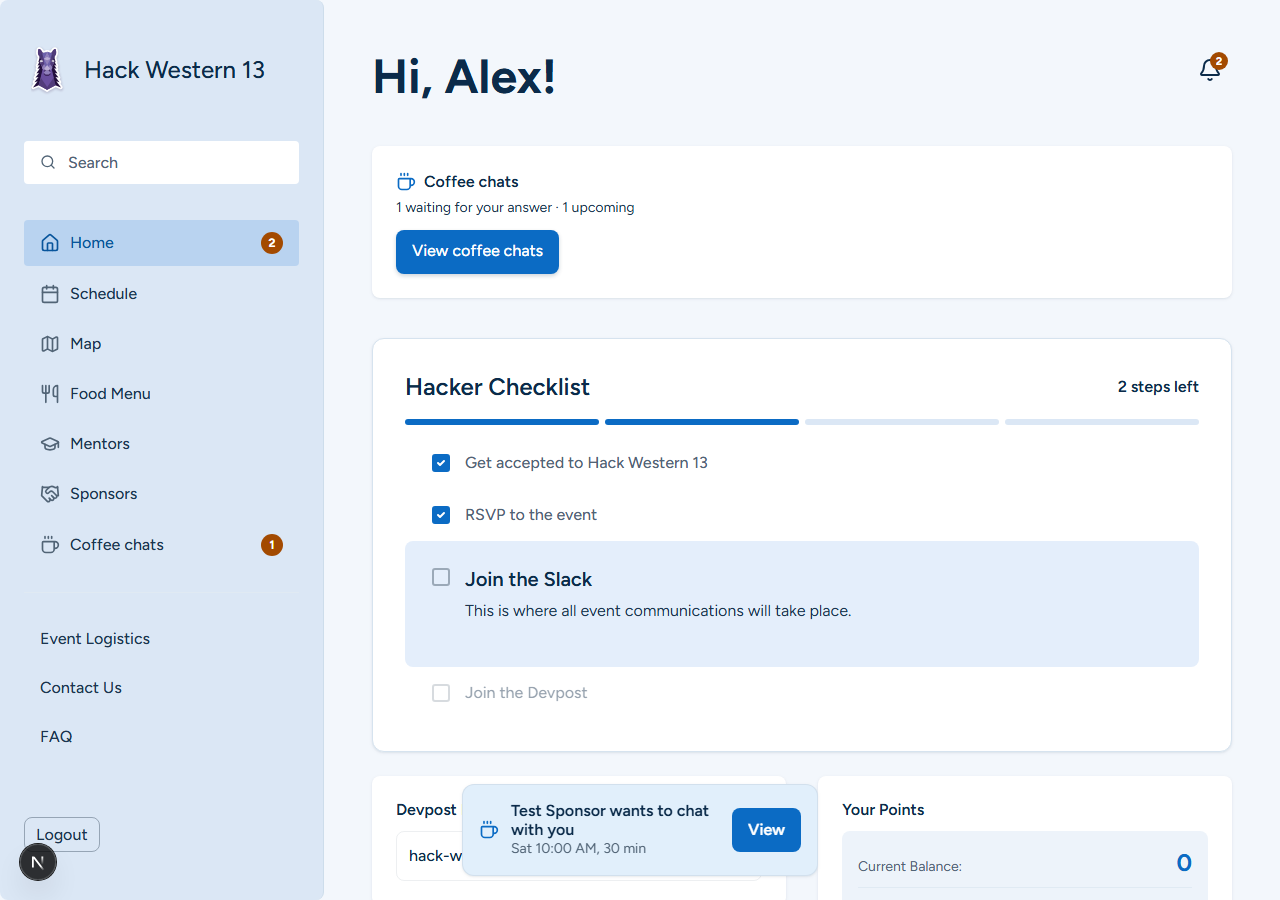 Hack Western 13
Search
Home
2
Schedule
Map
Food Menu
Mentors
Sponsors
Coffee chats
1
Event Logistics
Contact Us
FAQ
Logout
N
Hi, Alex!
2
Coffee chats
1 waiting for your answer · 1 upcoming
View coffee chats
Hacker Checklist
2 steps left
Get accepted to Hack Western 13
RSVP to the event
Join the Slack
This is where all event communications will take place.
Join the Devpost
Devpost
hack-w
Test Sponsor wants to chat
with you
Sat 10:00 AM, 30 min
View
Your Points
Current Balance:
0